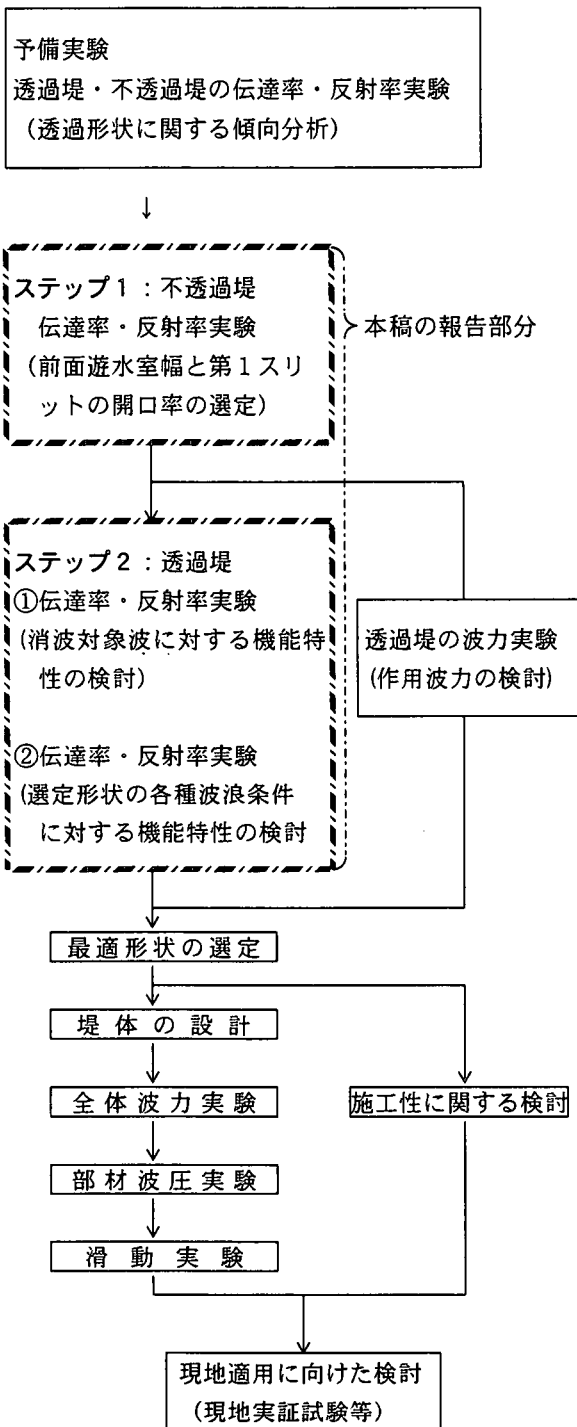 予備実験
透過堤・不透過堤の伝達率・反射率実験
（透過形状に関する傾向分析）
ステップ１：不透過堤
伝達率・反射率実験
(前面遊水室幅と第１スリ
ットの開口率の選定)
本稿の報告部分
ステップ２：透過堤
①伝達率・反射率実験
(消波対象波に対する機能特
性の検討)
②伝達率・反射率実験
(選定形状の各種波浪条件
に対する機能特性の検討
透過堤の波力実験
(作用波力の検討)
最適形状の選定
堤体の設計
全体波力実験
施工性に関する検討
部材波圧実験
滑動実験
現地適用に向けた検討
（現地実証試験等）